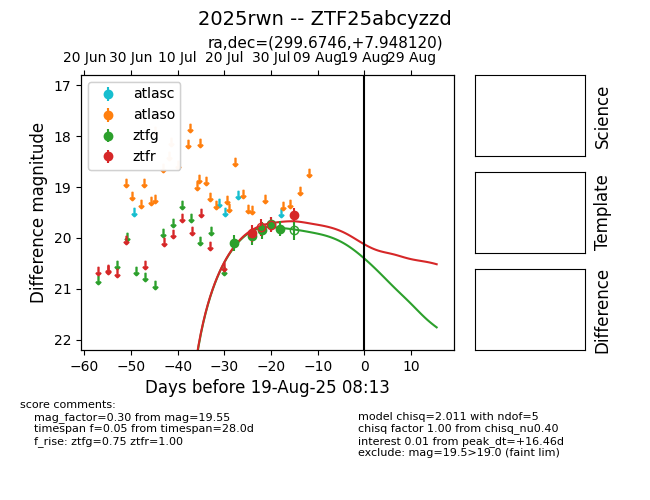 2025rwn -- ZTF25abcyzzd
ra,dec=(299.6746,+7.948120)
20 Jun 30 Jun 10 Jul 20 Jul 30 Jul 09 Aug 19 Aug 29 Aug
17
18
19
20
21
22
Difference magnitude
atlasc
atlaso
ztfg
ztfr
−60 −50 −40 −30 −20 −10 0 10
Days before 19-Aug-25 08:13
Science
Template
Difference
score comments:
mag_factor=0.30 from mag=19.55
timespan f=0.05 from timespan=28.0d
f_rise: ztfg=0.75 ztfr=1.00
model chisq=2.011 with ndof=5
chisq factor 1.00 from chisq_nu0.40
interest 0.01 from peak_dt=+16.46d
exclude: mag=19.5>19.0 (faint lim)